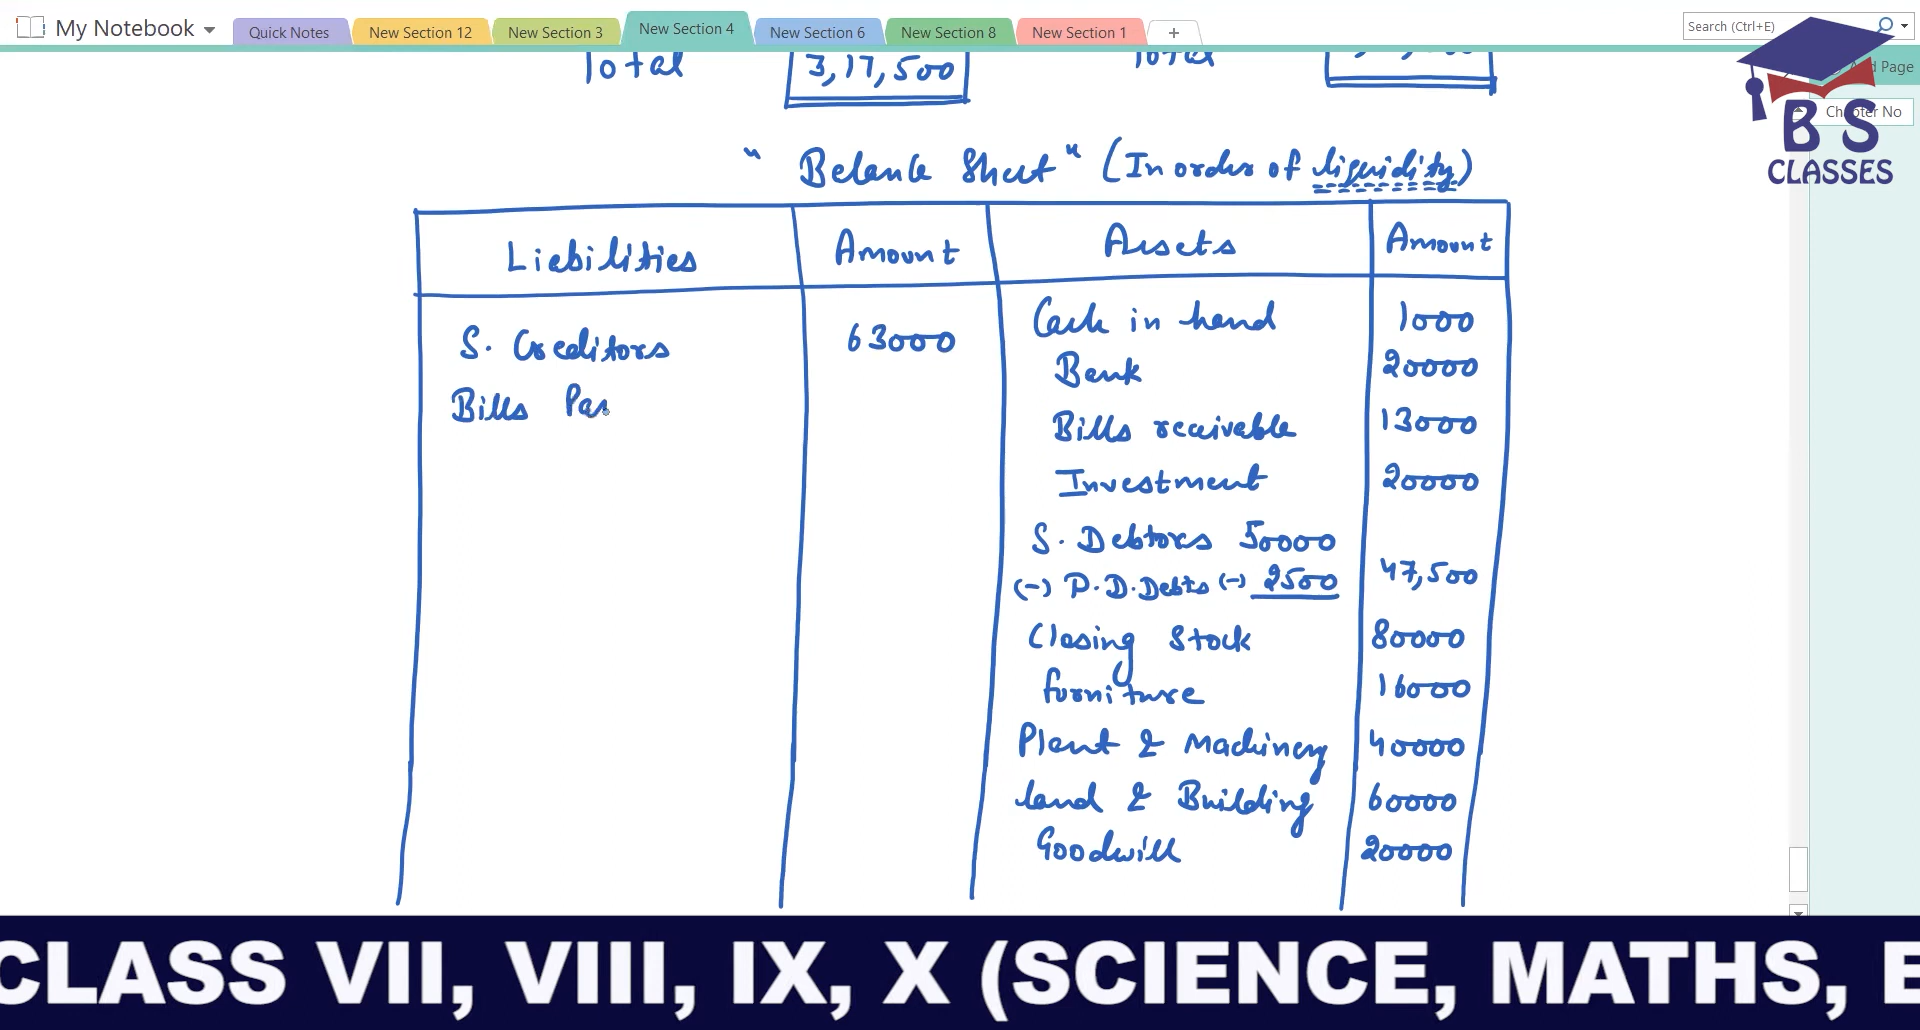 My Notebook
Quick Notes
New Section 12
New Section 3
New Section 4
New Section 6
New Section 8
New Section 1
+
Search (Ctrl+E)
d Page
Ch ter No
B S
CLASSES
Total 3,17,500 Total
" Balance Sheet " (In order of liquidity)
Liabilities Amount Assets Amount
S. Creditors 63000 Cash in hand 1000
Bank 20000
Bills Pay
Bills receivable 13000
Investment 20000
S. Debtors 50000
(-) P.D.Debts (-) 2500 47,500
Closing Stock 80000
furniture 16000
Plant & Machinery 40000
land & Building 60000
Goodwill 20000
CLASS VII, VIII, IX, X (SCIENCE, MATHS, E